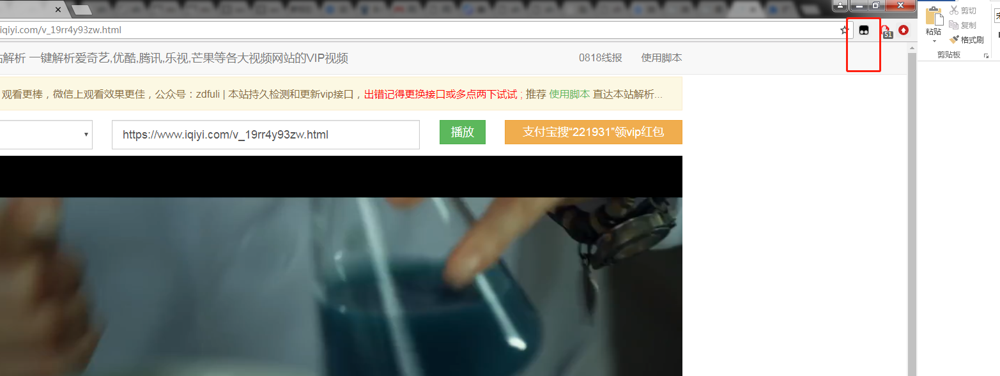 iqiyi.com/v_19rr4y93zw.html
51
粘贴
剪切
复制
格式刷
剪贴板
解析 一键解析爱奇艺,优酷,腾讯,乐视,芒果等各大视频网站的VIP视频
0818线报 使用脚本
观看更棒，微信上观看效果更佳，公众号：zdfuli | 本站持久检测和更新vip接口，出错记得更换接口或多点两下试试 ; 推荐 使用脚本 直达本站解析...
https://www.iqiyi.com/v_19rr4y93zw.html
播放
支付宝搜“221931”领vip红包